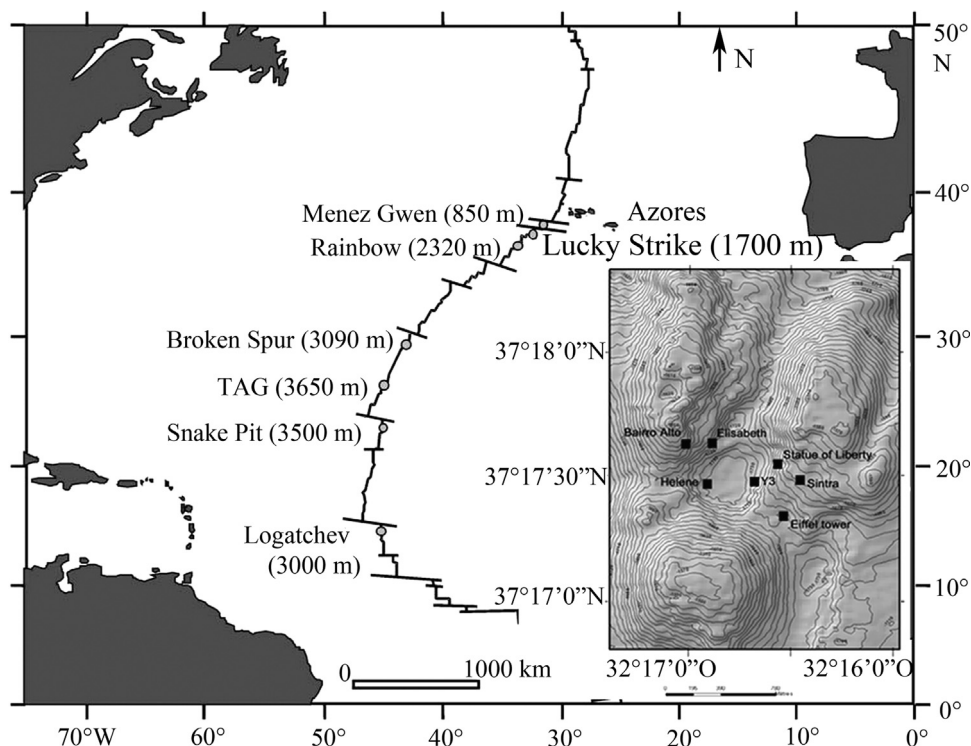 50°
N
N
40°
Menez Gwen (850 m)
Azores
Rainbow (2320 m)
Lucky Strike (1700 m)
30°
Broken Spur (3090 m)
37°18’0”N
TAG (3650 m)
Snake Pit (3500 m)
Bairro Alto
Elisabeth
Statue of Liberty
20°
37°17’30”N
Helene
Y3
Sintra
Eiffel tower
Logatchev
(3000 m)
10°
37°17’0”N
32°17’0”O
32°16’0”O
0
1000 km
0
0°
70°W
60°
50°
40°
30°
20°
10°
0°